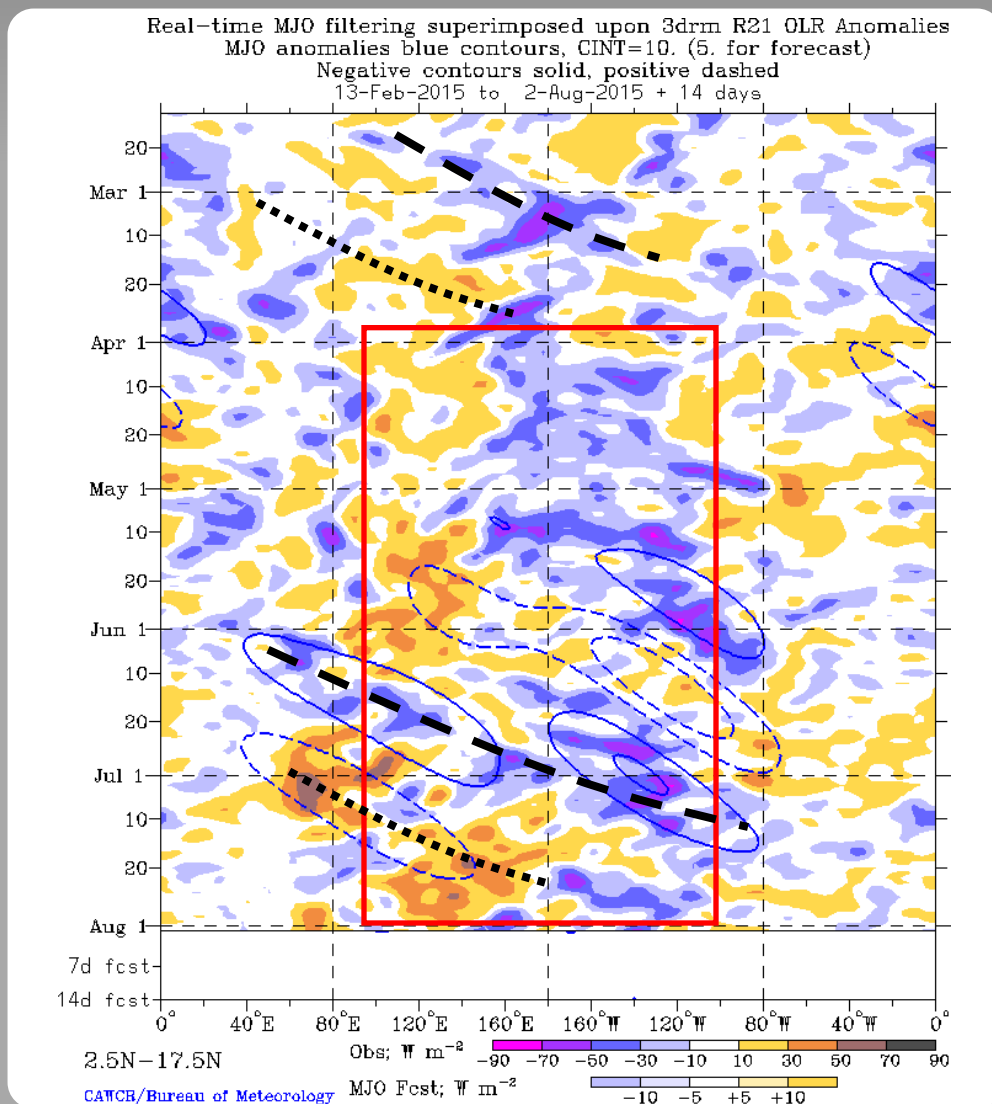 Real-time MJO filtering superimposed upon 3drm R21 OLR Anomalies
MJO anomalies blue contours, CINT=10. (5. for forecast)
Negative contours solid, positive dashed
13-Feb-2015 to 2-Aug-2015 + 14 days
20
Mar 1
10
20
Apr 1
10
20
May 1
10
20
Jun 1
10
20
Jul 1
10
20
Aug 1
7d fcst
14d fcst
0° 40°E 80°E 120°E 160°E 160°W 120°W 80°W 40°W 0°
2.5N-17.5N
Obs; W m-2
-90 -70 -50 -30 -10 10 30 50 70 90
MJO Fcst; W m-2
-10 -5 +5 +10
CAWCR/Bureau of Meteorology